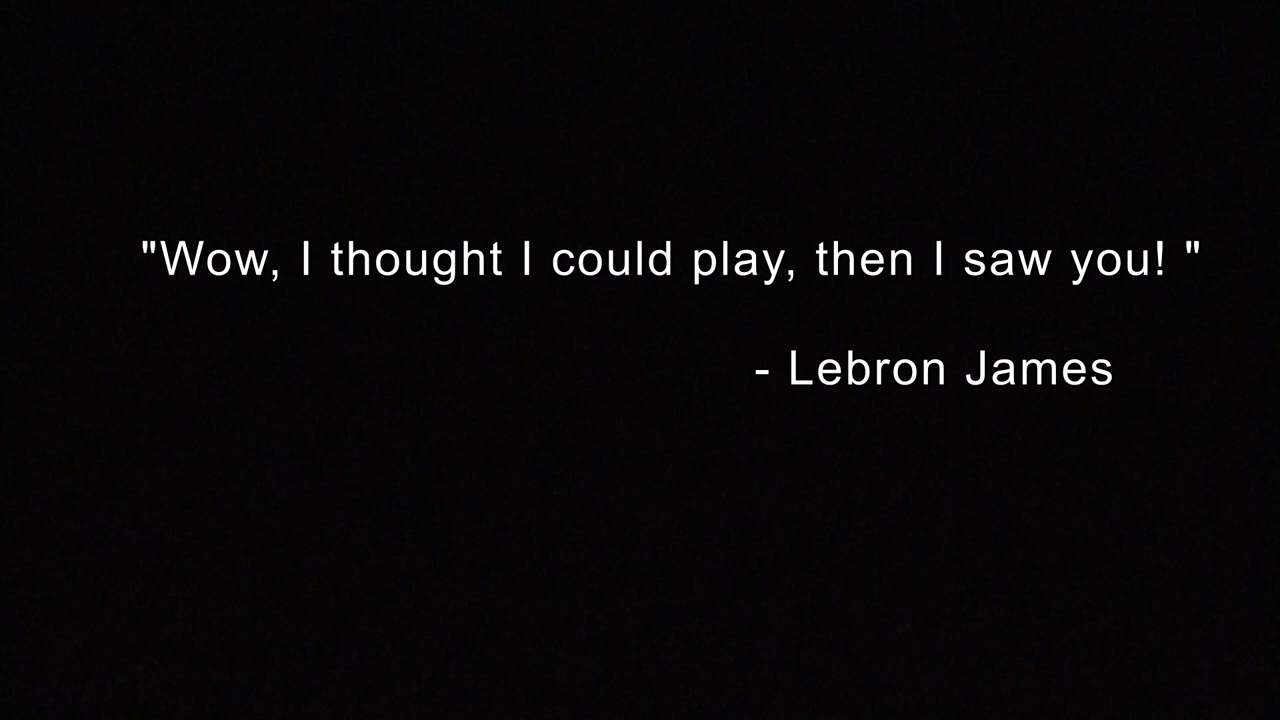 "Wow, I thought I could play, then I saw you! "
- Lebron James